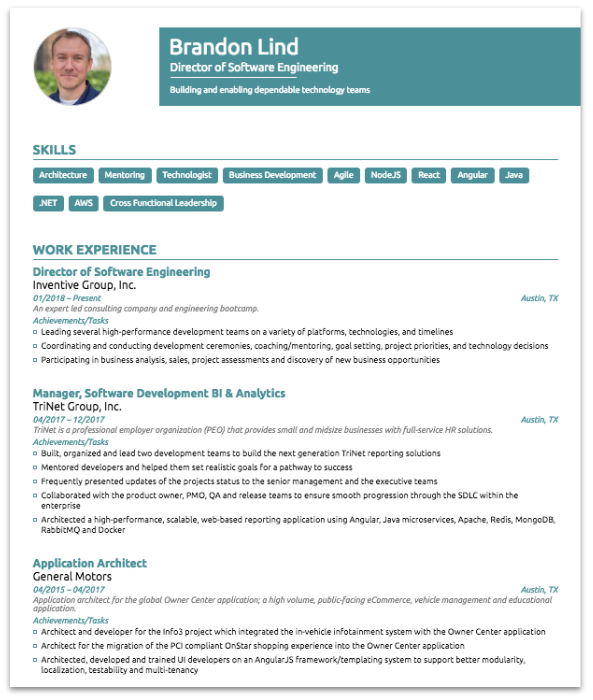 Brandon Lind
Director of Software Engineering
Building and enabling dependable technology teams
SKILLS
Architecture Mentoring Technologist Business Development Agile NodeJS React Angular Java
.NET AWS Cross Functional Leadership
WORK EXPERIENCE
Director of Software Engineering
Inventive Group, Inc.
01/2018 – Present Austin, TX
An expert led consulting company and engineering bootcamp.
Achievements/Tasks
Leading several high-performance development teams on a variety of platforms, technologies, and timelines
Coordinating and conducting development ceremonies, coaching/mentoring, goal setting, project priorities, and technology decisions
Participating in business analysis, sales, project assessments and discovery of new business opportunities
Manager, Software Development BI & Analytics
TriNet Group, Inc.
04/2017 – 12/2017 Austin, TX
TriNet is a professional employer organization (PEO) that provides small and midsize businesses with full-service HR solutions.
Achievements/Tasks
Built, organized and lead two development teams to build the next generation TriNet reporting solutions
Mentored developers and helped them set realistic goals for a pathway to success
Frequently presented updates of the projects status to the senior management and the executive teams
Collaborated with the product owner, PMO, QA and release teams to ensure smooth progression through the SDLC within the
enterprise
Architected a high-performance, scalable, web-based reporting application using Angular, Java microservices, Apache, Redis, MongoDB,
RabbitMQ and Docker
Application Architect
General Motors
04/2015 – 04/2017 Austin, TX
Application architect for the global Owner Center application; a high volume, public-facing eCommerce, vehicle management and educational
application.
Achievements/Tasks
Architect and developer for the Info3 project which integrated the in-vehicle infotainment system with the Owner Center application
Architect for the migration of the PCI compliant OnStar shopping experience into the Owner Center application
Architected, developed and trained UI developers on an AngularJS framework/templating system to support better modularity,
localization, testability and multi-tenancy